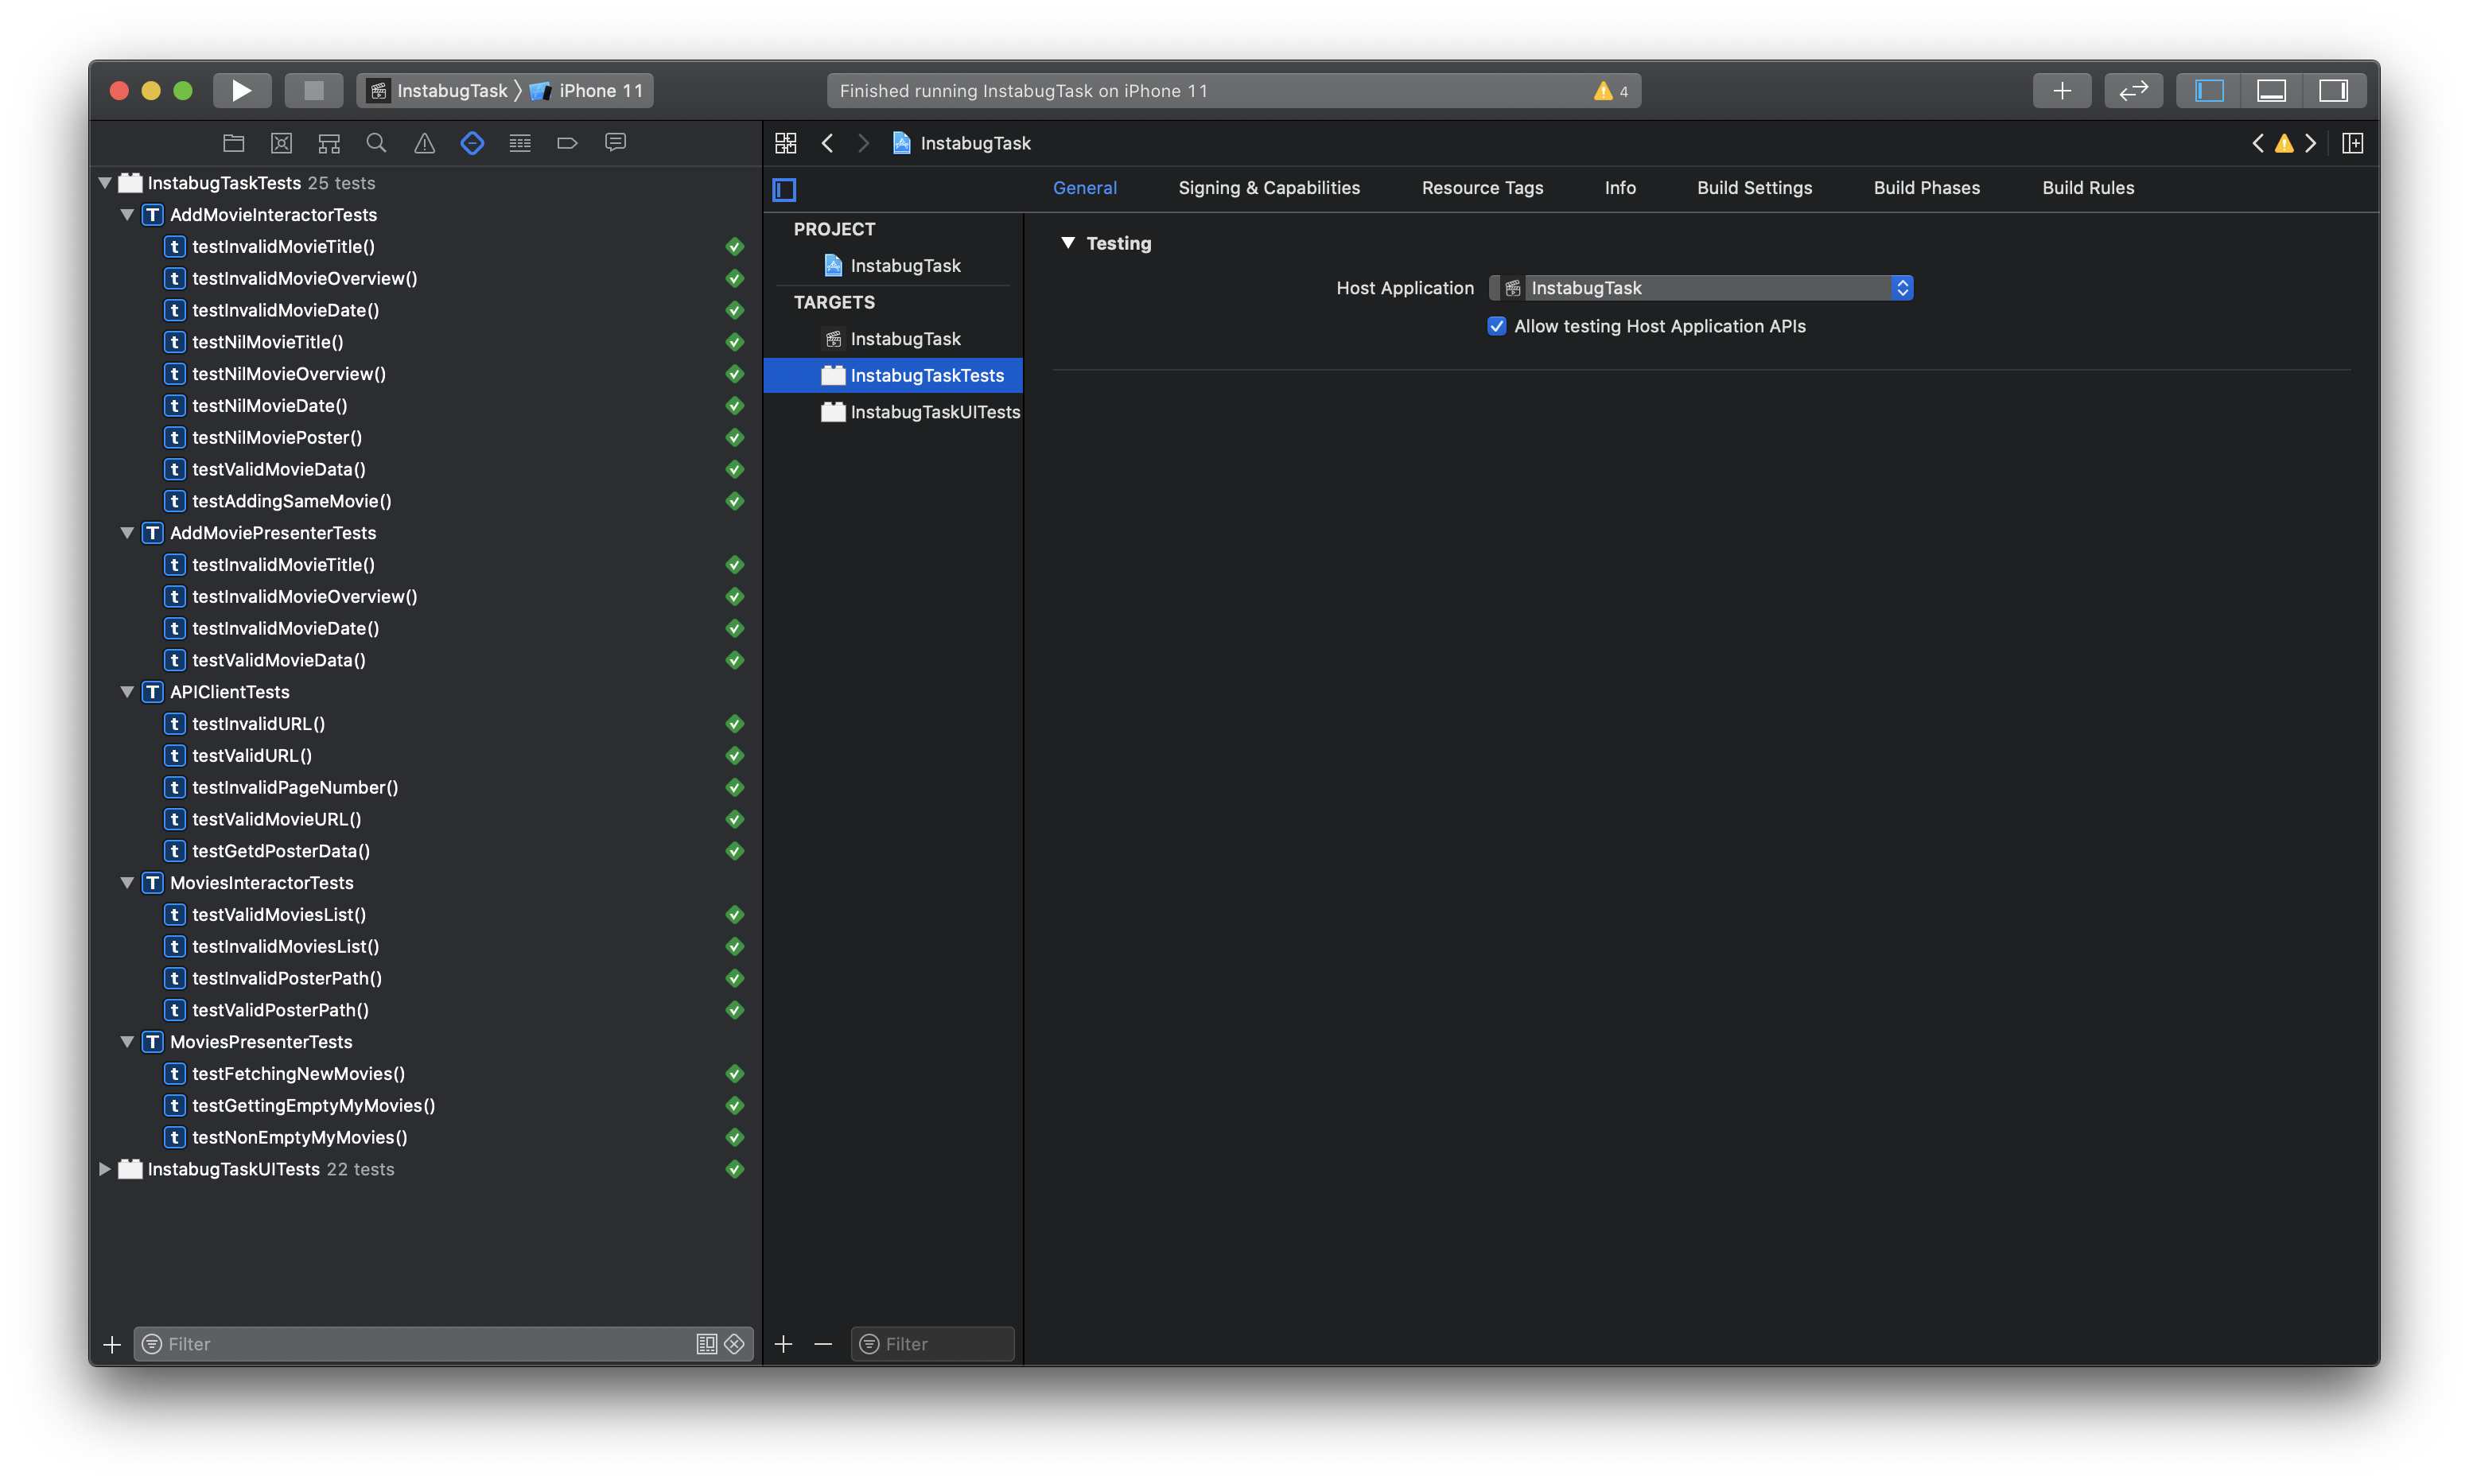 InstabugTask iPhone 11
Finished running InstabugTask on iPhone 11 4
InstabugTaskTests 25 tests
T AddMovieInteractorTests
t testInvalidMovieTitle()
t testInvalidMovieOverview()
t testInvalidMovieDate()
t testNilMovieTitle()
t testNilMovieOverview()
t testNilMovieDate()
t testNilMoviePoster()
t testValidMovieData()
t testAddingSameMovie()
T AddMoviePresenterTests
t testInvalidMovieTitle()
t testInvalidMovieOverview()
t testInvalidMovieDate()
t testValidMovieData()
T APIClientTests
t testInvalidURL()
t testValidURL()
t testInvalidPageNumber()
t testValidMovieURL()
t testGetdPosterData()
T MoviesInteractorTests
t testValidMoviesList()
t testInvalidMoviesList()
t testInvalidPosterPath()
t testValidPosterPath()
T MoviesPresenterTests
t testFetchingNewMovies()
t testGettingEmptyMyMovies()
t testNonEmptyMyMovies()
InstabugTaskUITests 22 tests
Filter
InstabugTask
General Signing & Capabilities Resource Tags Info Build Settings Build Phases Build Rules
PROJECT
InstabugTask
TARGETS
InstabugTask
InstabugTaskTests
InstabugTaskUITests
Filter
Testing
Host Application InstabugTask
Allow testing Host Application APIs